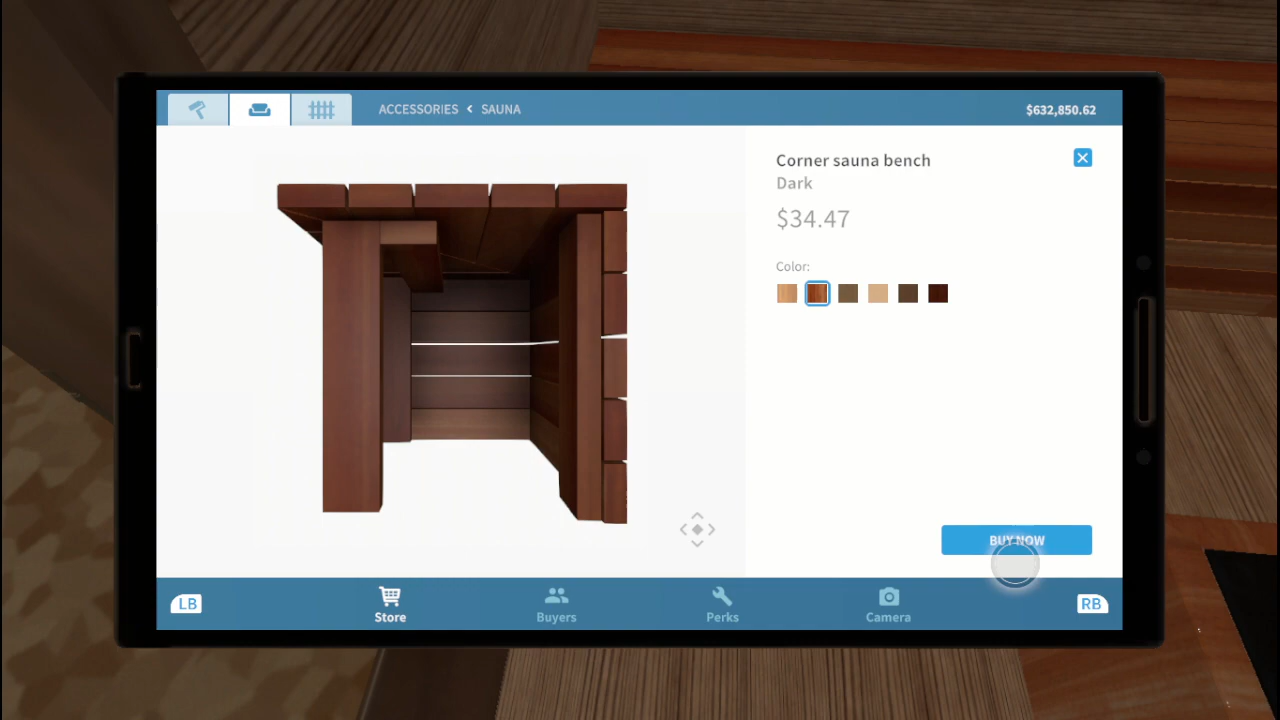 ACCESSORIES < SAUNA
$632,850.62
Corner sauna bench
Dark
$34.47
Color:
BUY NOW
LB
Store
Buyers
Perks
Camera
RB